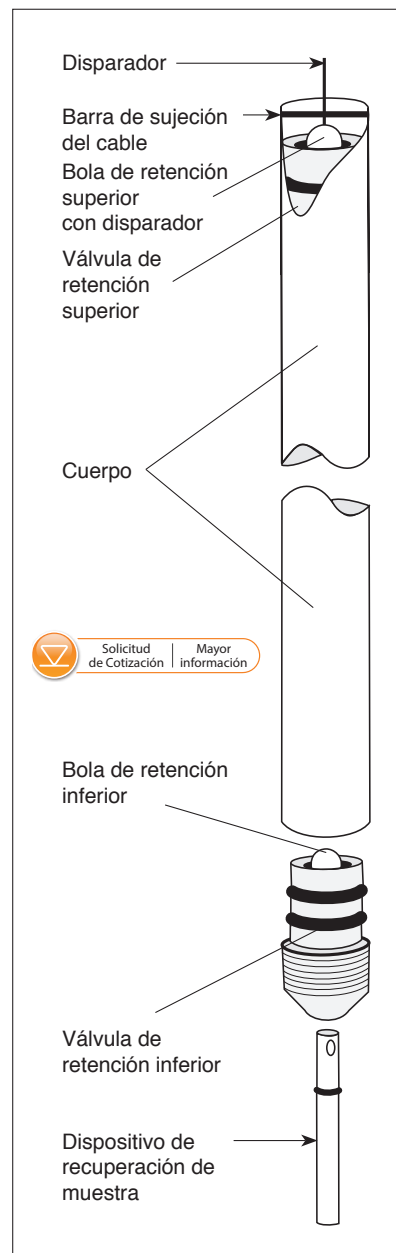 Disparador
Barra de sujeción
del cable
Bola de retención
superior
con disparador
Válvula de
retención
superior
Cuerpo
Solicitud
de Cotización
Mayor
información
Bola de retención
inferior
Válvula de
retención inferior
Dispositivo de
recuperación de
muestra